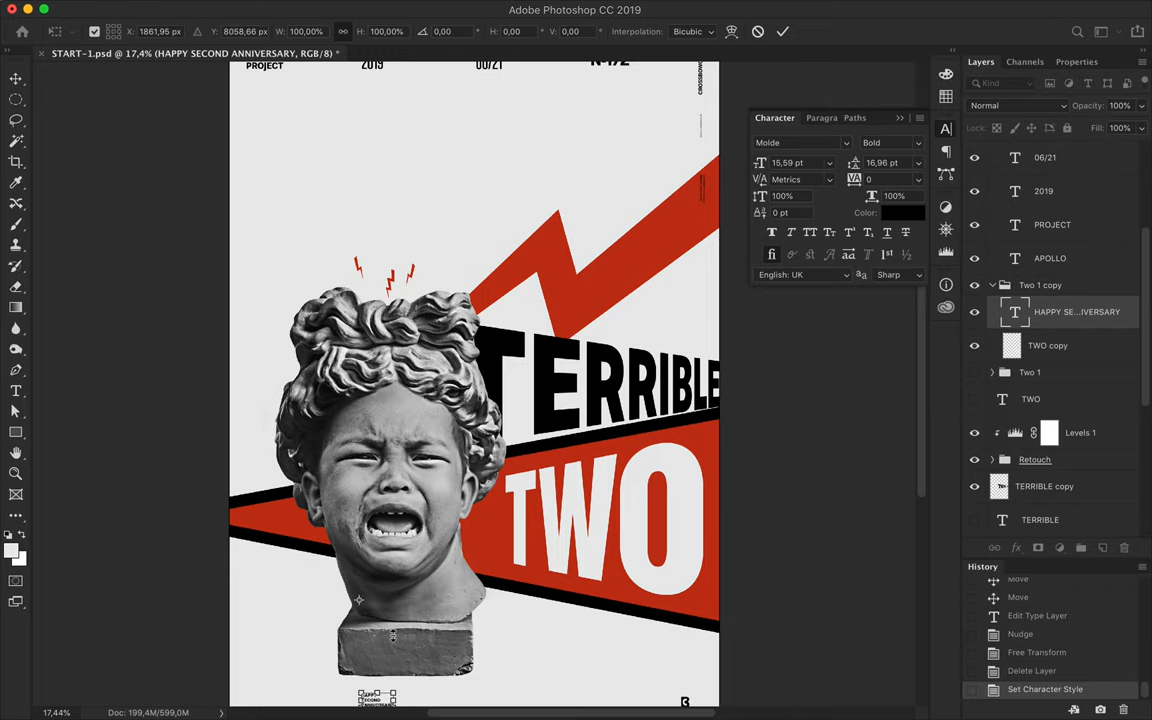 Adobe Photoshop CC 2019
X: 1861,95 px Y: 8058,66 px W: 100,00% H: 100,00% 0,00 H: 0,00 V: 0,00 Interpolation: Bicubic
START-1.psd @ 17,4% (HAPPY SECOND ANNIVERSARY, RGB/8) *
PROJECT 2019 06/21
TERRIBLE
TWO
HAPPY
SECOND
ANNIVERSARY
Character Paragra Paths
Molde Bold
15,59 pt 16,96 pt
Metrics 0
100% 100%
0 pt Color:
English: UK Sharp
Layers Channels Properties
Kind
Normal Opacity: 100%
Lock: Fill: 100%
06/21
2019
PROJECT
APOLLO
Two 1 copy
HAPPY SE...IVERSARY
TWO copy
Two 1
TWO
Levels 1
Retouch
TERRIBLE copy
TERRIBLE
History
Move
Move
Edit Type Layer
Nudge
Free Transform
Delete Layer
Set Character Style
17,44% Doc: 199,4M/599,0M